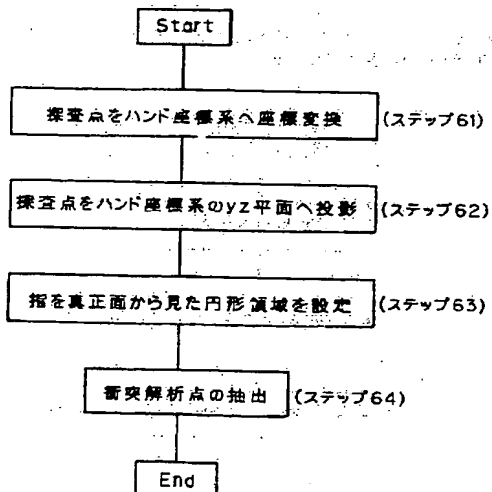 Start
探査点をハンド座標系へ座標変換 (ステップ61)
探査点をハンド座標系のyz平面へ投影 (ステップ62)
指を真正面から見た円形領域を設定 (ステップ63)
衝突解析点の抽出 (ステップ64)
End